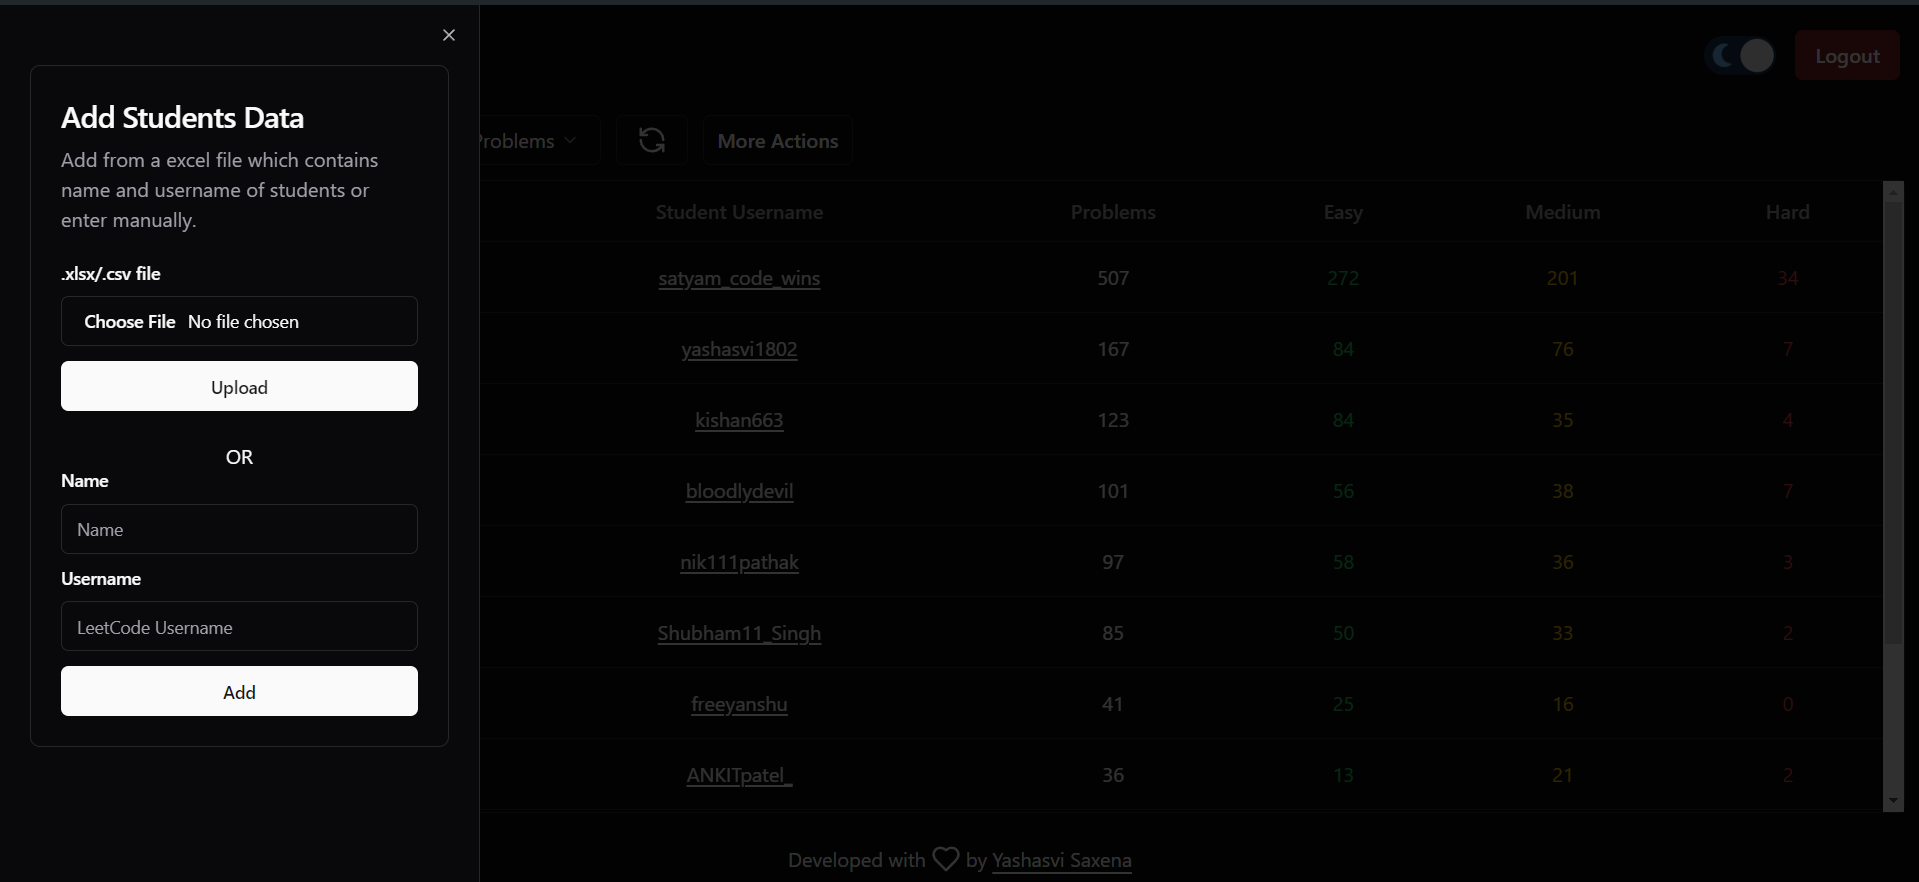 Add Students Data
Add from a excel file which contains
name and username of students or
enter manually.
.xlsx/.csv file
Choose File No file chosen
Upload
OR
Name
Name
Username
LeetCode Username
Add
Logout
Problems
More Actions
Student Username Problems Easy Medium Hard
satyam_code_wins 507 272 201 34
yashasvi1802 167 84 76 7
kishan663 123 84 35 4
bloodlydevil 101 56 38 7
nik111pathak 97 58 36 3
Shubham11_Singh 85 50 33 2
freeyanshu 41 25 16 0
ANKITpatel_ 36 13 21 2
Developed with by Yashasvi Saxena